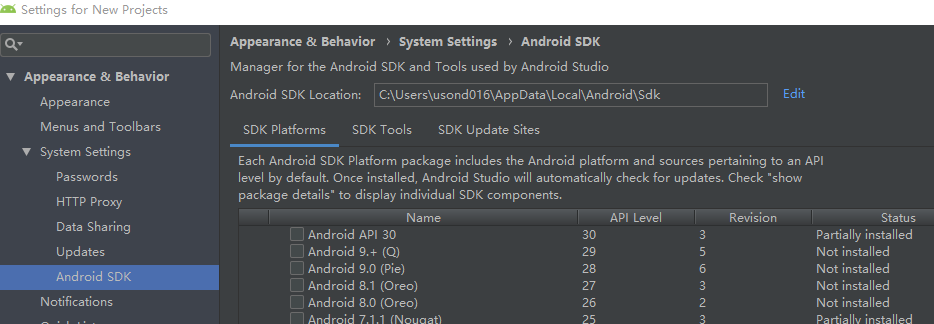 Settings for New Projects
Appearance & Behavior
Appearance
Menus and Toolbars
System Settings
Passwords
HTTP Proxy
Data Sharing
Updates
Android SDK
Notifications
Appearance & Behavior › System Settings › Android SDK
Manager for the Android SDK and Tools used by Android Studio
Android SDK Location: C:\Users\usond016\AppData\Local\Android\Sdk Edit
SDK Platforms SDK Tools SDK Update Sites
Each Android SDK Platform package includes the Android platform and sources pertaining to an API
level by default. Once installed, Android Studio will automatically check for updates. Check "show
package details" to display individual SDK components.
Name API Level Revision Status
Android API 30 30 3 Partially installed
Android 9.+ (Q) 29 5 Not installed
Android 9.0 (Pie) 28 6 Not installed
Android 8.1 (Oreo) 27 3 Not installed
Android 8.0 (Oreo) 26 2 Not installed
Android 7.1.1 (Nougat) 25 3 Partially installed